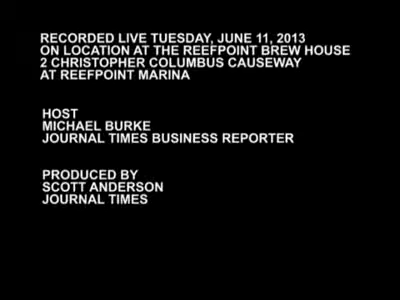 RECORDED LIVE TUESDAY, JUNE 11, 2013
ON LOCATION AT THE REEFPOINT BREW HOUSE
2 CHRISTOPHER COLUMBUS CAUSEWAY
AT REEFPOINT MARINA
HOST
MICHAEL BURKE
JOURNAL TIMES BUSINESS REPORTER
PRODUCED BY
SCOTT ANDERSON
JOURNAL TIMES